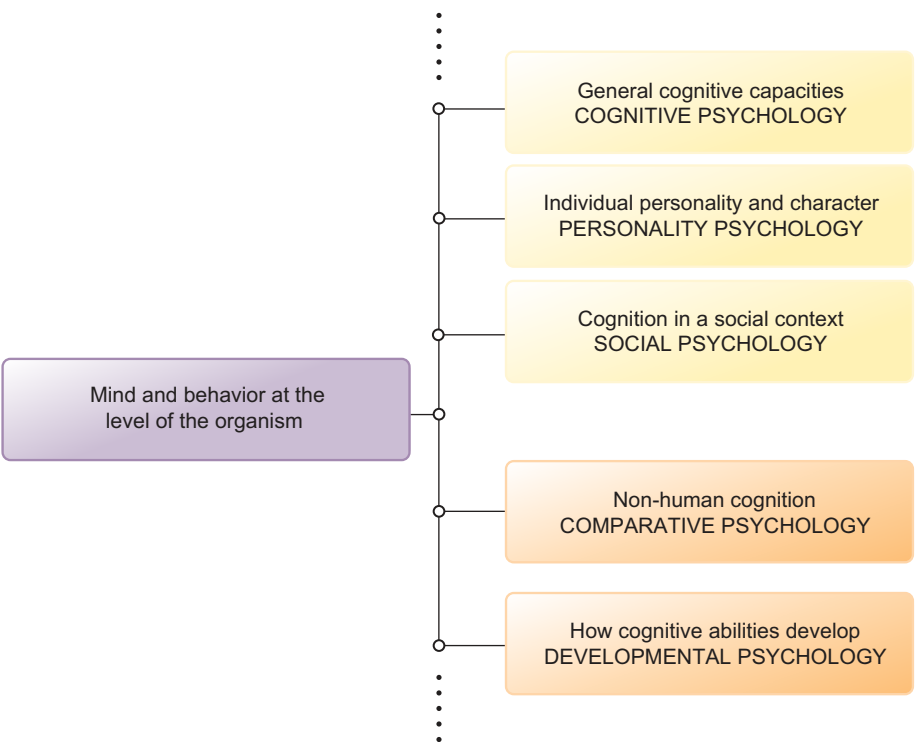 General cognitive capacities
COGNITIVE PSYCHOLOGY
Individual personality and character
PERSONALITY PSYCHOLOGY
Cognition in a social context
SOCIAL PSYCHOLOGY
Mind and behavior at the
level of the organism
Non-human cognition
COMPARATIVE PSYCHOLOGY
How cognitive abilities develop
DEVELOPMENTAL PSYCHOLOGY